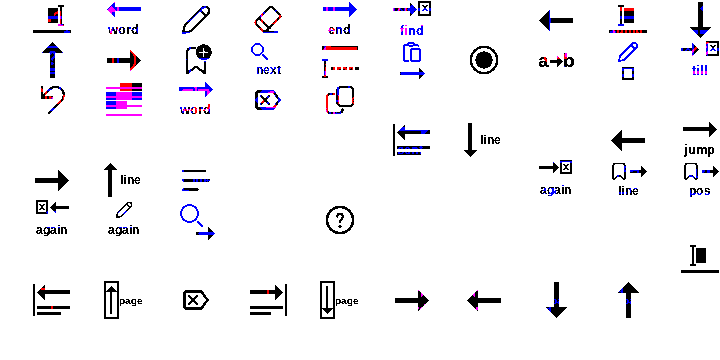 word
end
find
next
a→b
till
word
line
jump
line
again
line
pos
again
again
page
page